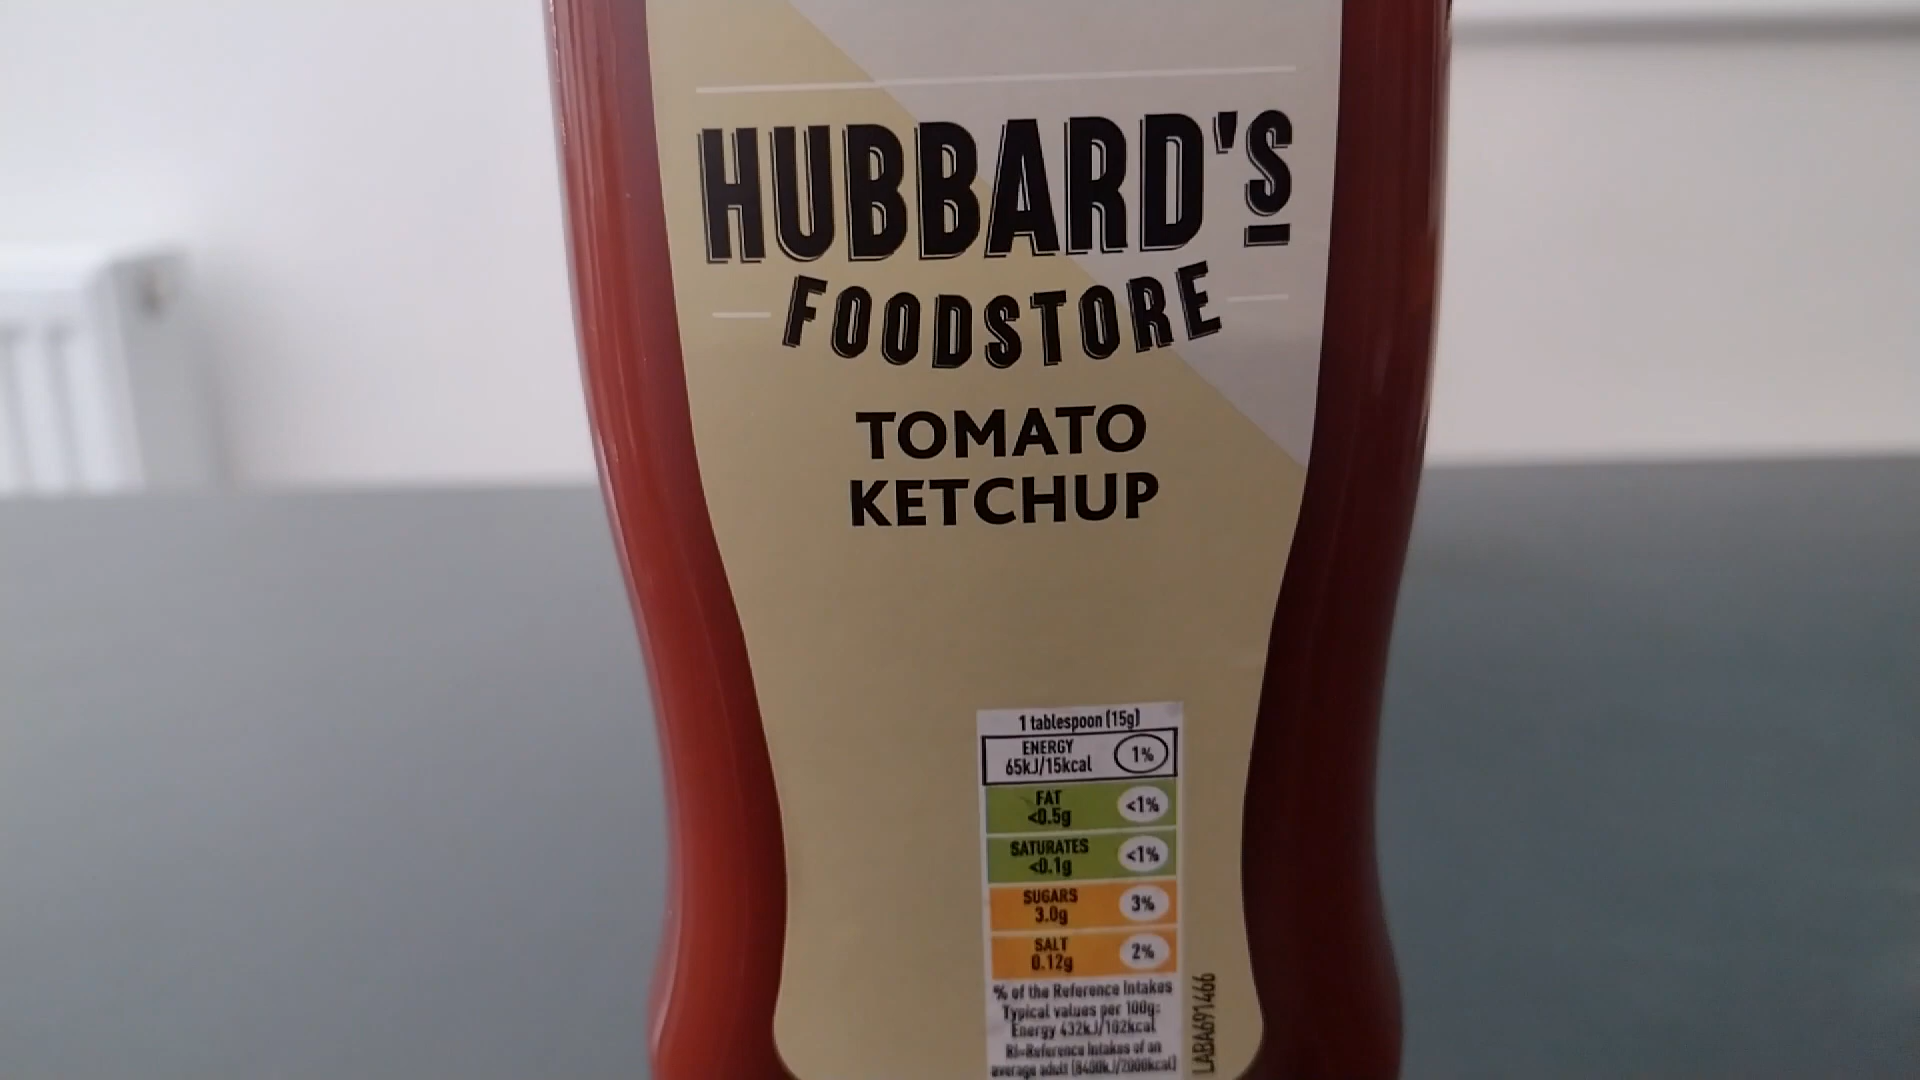 HUBBARD'S
FOODSTORE
TOMATO
KETCHUP
1 tablespoon (15g)
ENERGY
65kJ/15kcal 1%
FAT
<0.5g <1%
SATURATES
<0.1g <1%
SUGARS
3.0g 3%
SALT
0.12g 2%
% of the Reference Intakes
Typical values per 100g:
Energy 432kJ/102kcal
RI=Reference Intakes of an
average adult (8400kJ/2000kcal)
LABA691466